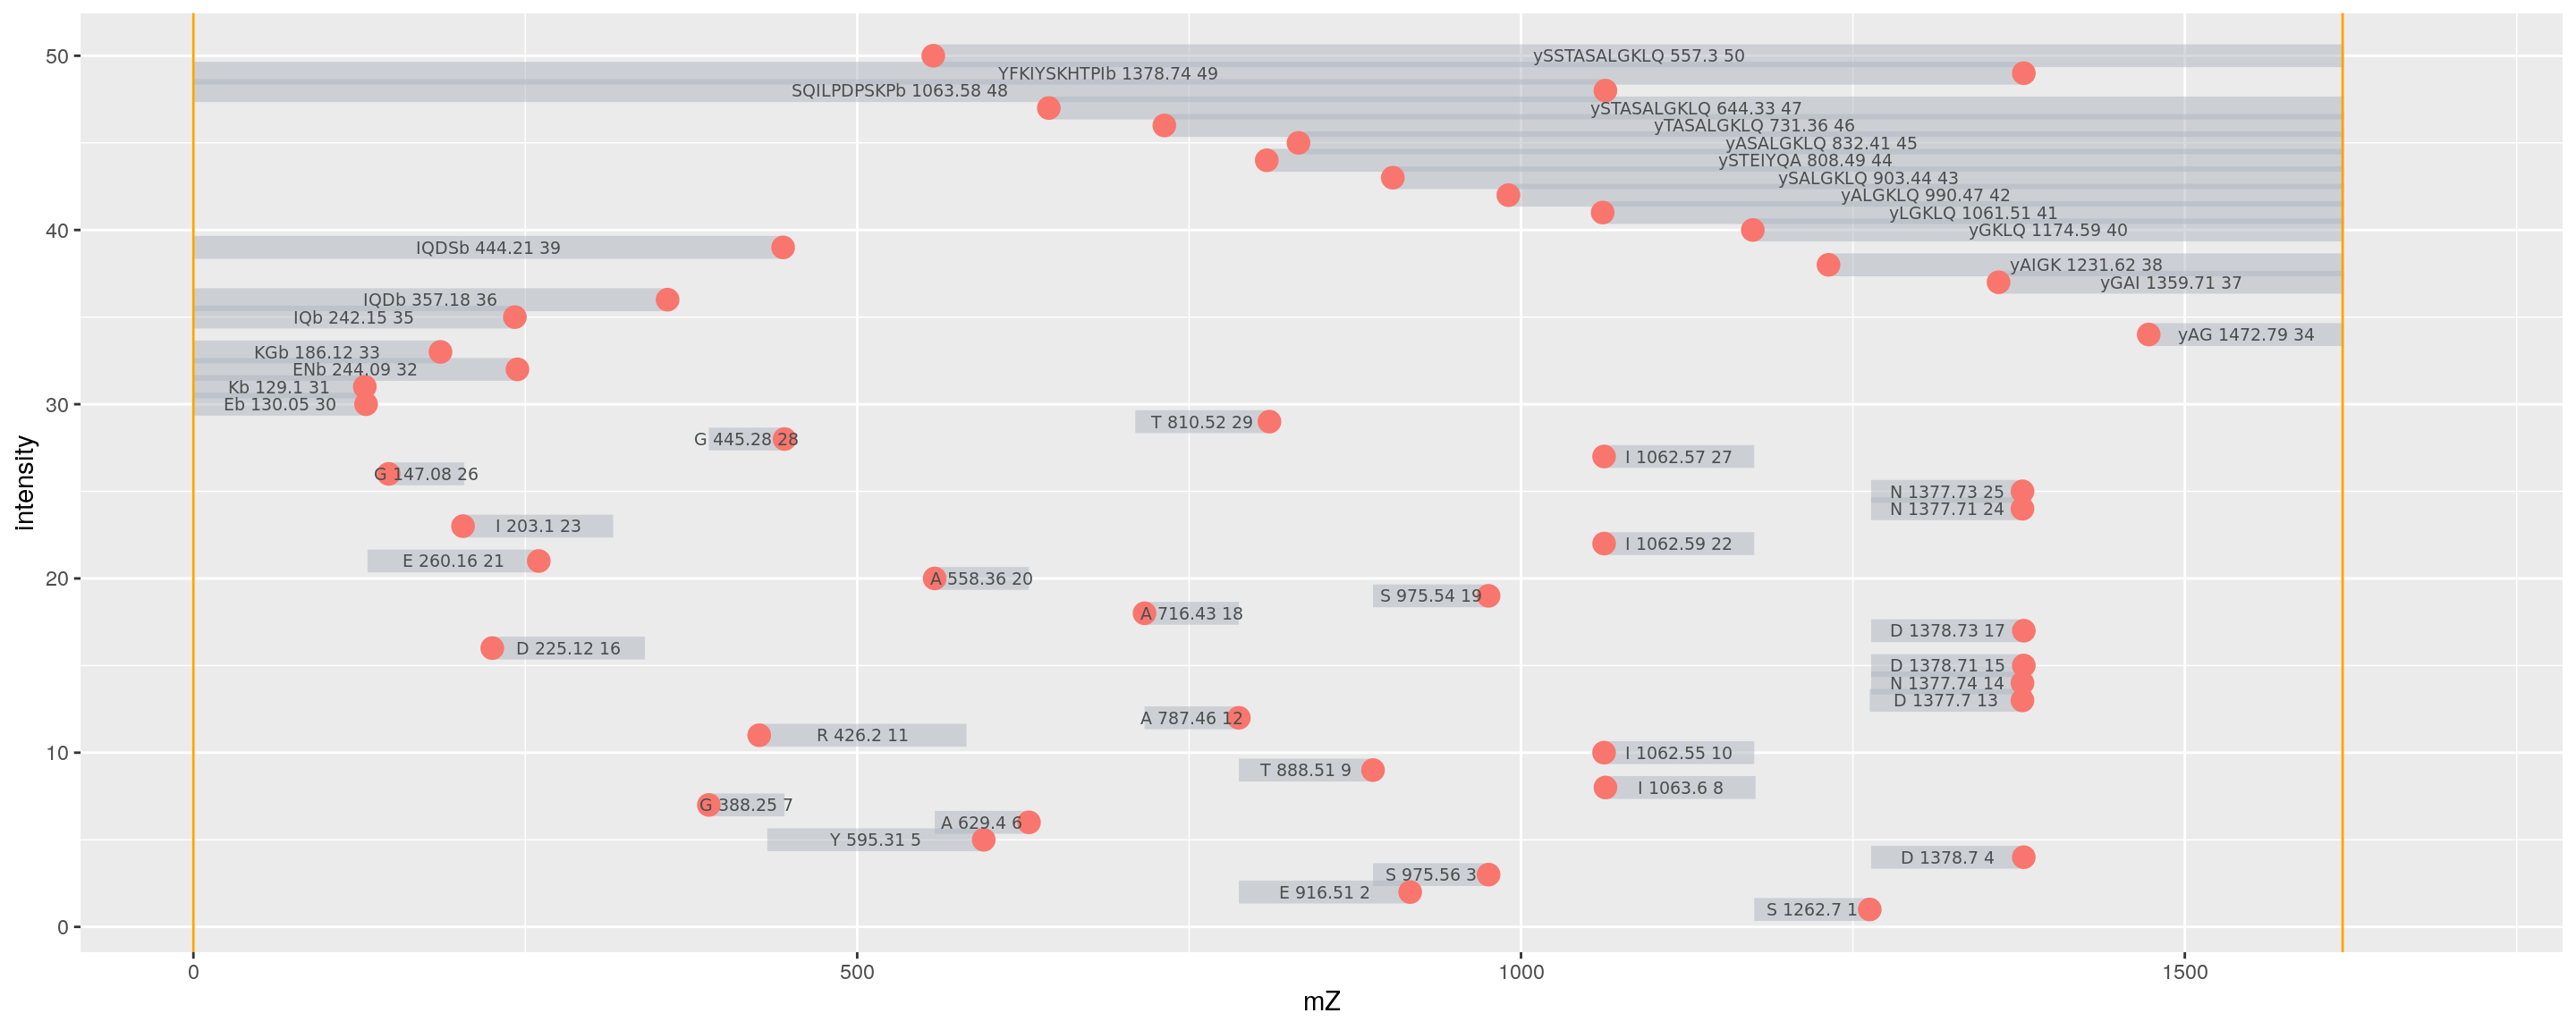 50
ySSTASALGKLQ 557.3 50
YFKIYSKHTPIb 1378.74 49
SQILPDPSKPb 1063.58 48
ySTASALGKLQ 644.33 47
yTASALGKLQ 731.36 46
yASALGKLQ 832.41 45
ySTEIYQA 808.49 44
ySALGKLQ 903.44 43
yALGKLQ 990.47 42
yLGKLQ 1061.51 41
40
yGKLQ 1174.59 40
IQDSb 444.21 39
yAIGK 1231.62 38
yGAI 1359.71 37
IQDb 357.18 36
IQb 242.15 35
yAG 1472.79 34
KGb 186.12 33
ENb 244.09 32
Kb 129.1 31
30
Eb 130.05 30
T 810.52 29
G 445.28 28
I 1062.57 27
G 147.08 26
N 1377.73 25
N 1377.71 24
I 203.1 23
I 1062.59 22
E 260.16 21
20
A 558.36 20
S 975.54 19
A 716.43 18
D 1378.73 17
D 225.12 16
D 1378.71 15
N 1377.74 14
D 1377.7 13
A 787.46 12
R 426.2 11
10
I 1062.55 10
T 888.51 9
I 1063.6 8
G 388.25 7
A 629.4 6
Y 595.31 5
D 1378.7 4
S 975.56 3
E 916.51 2
S 1262.7 1
0
intensity
0 500 1000 1500
mZ